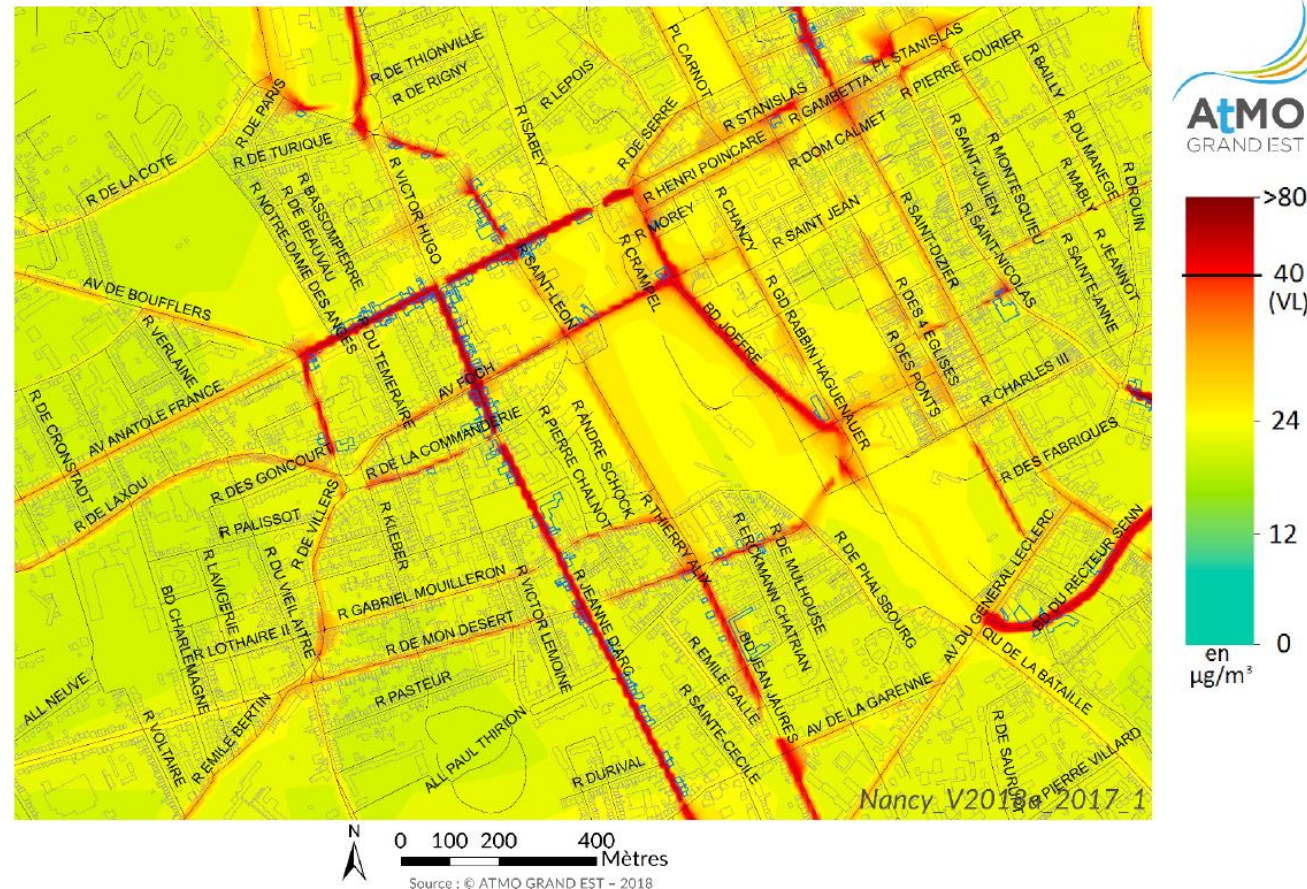 R DE THIONVILLE
R DE RIGNY
R LEPOIS
PL CARNOT
R STANISLAS
R GAMBETTA
PL STANISLAS
R PIERRE FOURIER
R BAILLY
R DU MANEGE
R DE PARIS
R DE TURIQUE
R ISABEY
R DE SERRE
R HENRI POINCARE
R DOM CALMET
R DE LA COTE
R NOTRE-DAME DES ANGES
R DE BEAUVAU
R BASSOMPIERRE
R VICTOR HUGO
R MOREY
R CHANZY
R SAINT JEAN
R SAINT-DIZIER
R SAINT-JULIEN
R MONTESQUIEU
R MABLY
R DROUIN
R JEANNOT
R SAINTE-ANNE
R SAINT-NICOLAS
AV DE BOUFFLERS
R VERLAINE
R DU TEMERAIRE
R SAINT-LEON
R CRAMPEL
BD JOFFRE
R GD RABBIN HAGUENAUER
R DES 4 EGLISES
R DES PONTS
R CHARLES III
AV ANATOLE FRANCE
R DE CRONSTADT
R DE LAXOU
AV FOCH
R DE LA COMMANDERIE
R DES GONCOURT
R PIERRE CHALNOT
R ANDRE SCHOCK
R DES FABRIQUES
R PALISSOT
R DE VILLERS
R KLEBER
R THIERRY ALIX
R ERCKMANN CHATRIAN
R DE MULHOUSE
R DE PHALSBOURG
AV DU GENERAL LECLERC
BD DU RECTEUR SENN
BD CHARLEMAGNE
R LAVIGERIE
R DU VIEIL AITRE
R LOTHAIRE II
R GABRIEL MOUILLERON
R DE MON DESERT
R VICTOR LEMOINE
R JEANNE D'ARC
R EMILE GALLE
BD JEAN JAURES
QU DE LA BATAILLE
AV DE LA GARENNE
ALL NEUVE
R VOLTAIRE
R EMILE BERTIN
R PASTEUR
ALL PAUL THIRION
R DURIVAL
R SAINTE-CECILE
R DE SAURUPT
R PIERRE VILLARD
Nancy_V2018a_2017_1
AtMO
GRAND EST
>80
40
(VL)
24
12
0
en
µg/m³
N
0 100 200 400
Mètres
Source : © ATMO GRAND EST – 2018